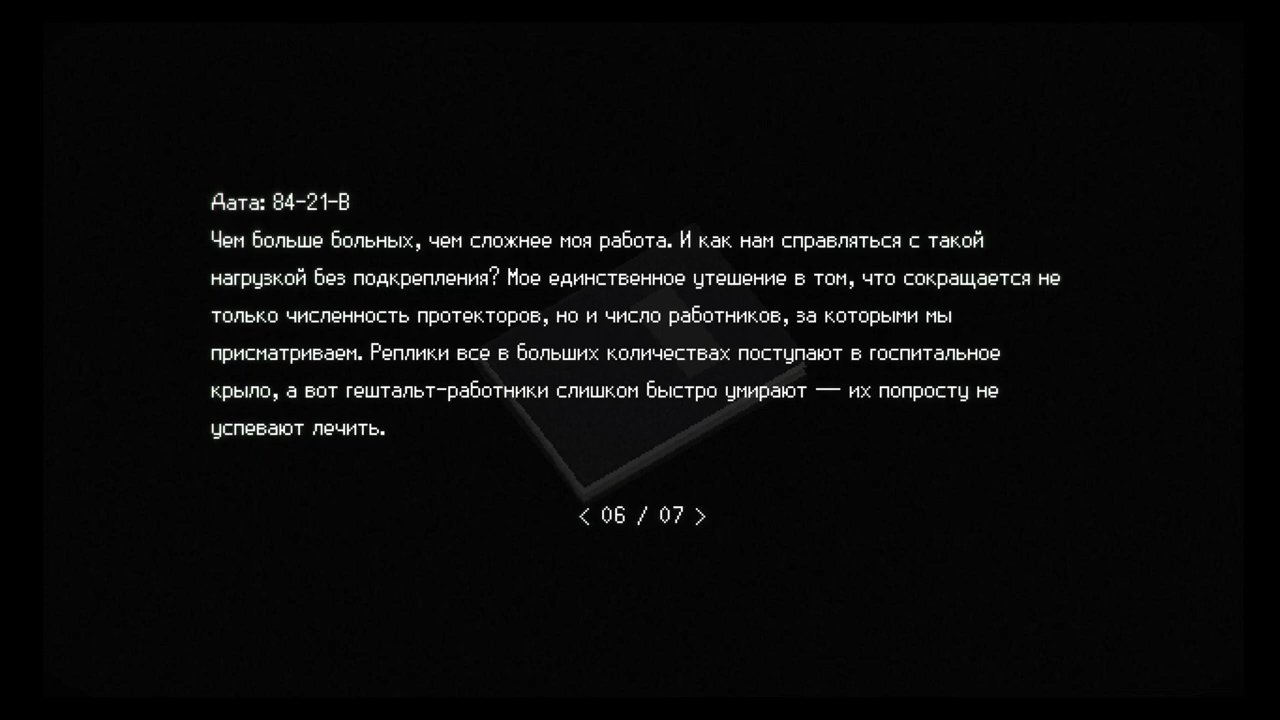 Дата: 84-21-В
Чем больше больных, чем сложнее моя работа. И как нам справляться с такой
нагрузкой без подкрепления? Мое единственное утешение в том, что сокращается не
только численность протекторов, но и число работников, за которыми мы
присматриваем. Реплики все в больших количествах поступают в госпитальное
крыло, а вот гештальт-работники слишком быстро умирают — их попросту не
успевают лечить.
< 06 / 07 >